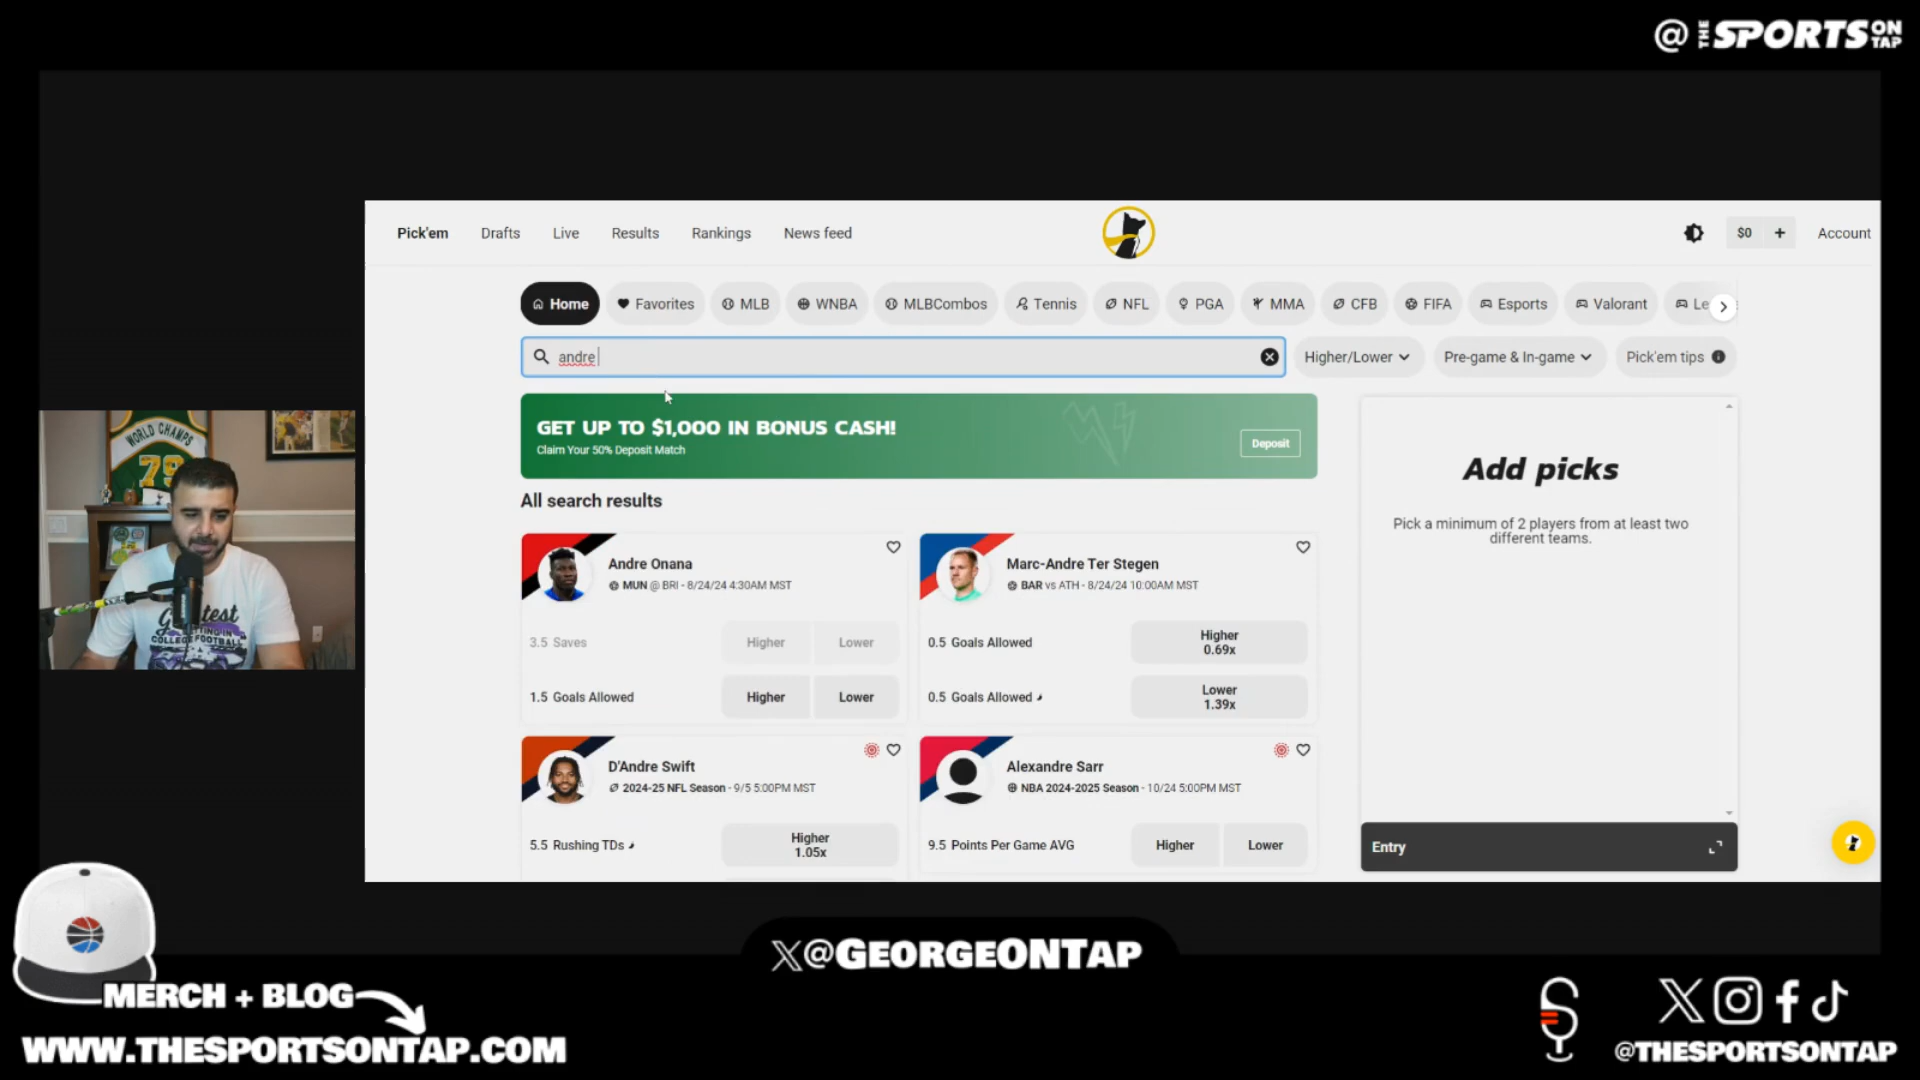 @ THE SPORTS ON TAP
Pick'em Drafts Live Results Rankings News feed $0 + Account
Home Favorites MLB WNBA MLBCombos Tennis NFL PGA MMA CFB FIFA Esports Valorant Le
andre Higher/Lower Pre-game & In-game Pick'em tips
GET UP TO $1,000 IN BONUS CASH!
Claim Your 50% Deposit Match
Deposit
All search results
Andre Onana
MUN @ BRI - 8/24/24 4:30AM MST
3.5 Saves Higher Lower
1.5 Goals Allowed Higher Lower
Marc-Andre Ter Stegen
BAR vs ATH - 8/24/24 10:00AM MST
0.5 Goals Allowed Higher
0.69x
0.5 Goals Allowed Lower
1.39x
D'Andre Swift
2024-25 NFL Season - 9/5 5:00PM MST
5.5 Rushing TDs Higher
1.05x
Alexandre Sarr
NBA 2024-2025 Season - 10/24 5:00PM MST
9.5 Points Per Game AVG Higher Lower
Add picks
Pick a minimum of 2 players from at least two
different teams.
Entry
WORLD CHAMPS
79
COLLEGE FOOTBALL
X@GEORGEONTAP
MERCH + BLOG
WWW.THESPORTSONTAP.COM
@THESPORTSONTAP